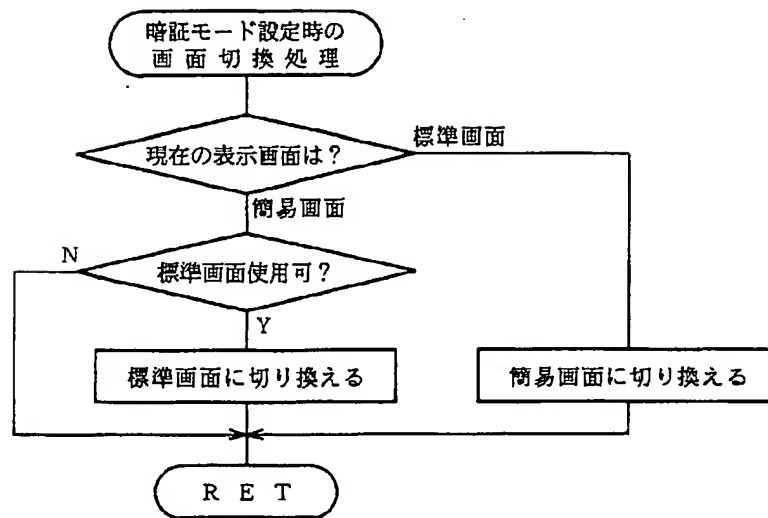 暗証モード設定時の
画面切換処理
現在の表示画面は？
標準画面
簡易画面
N
標準画面使用可？
Y
標準画面に切り換える
簡易画面に切り換える
RET